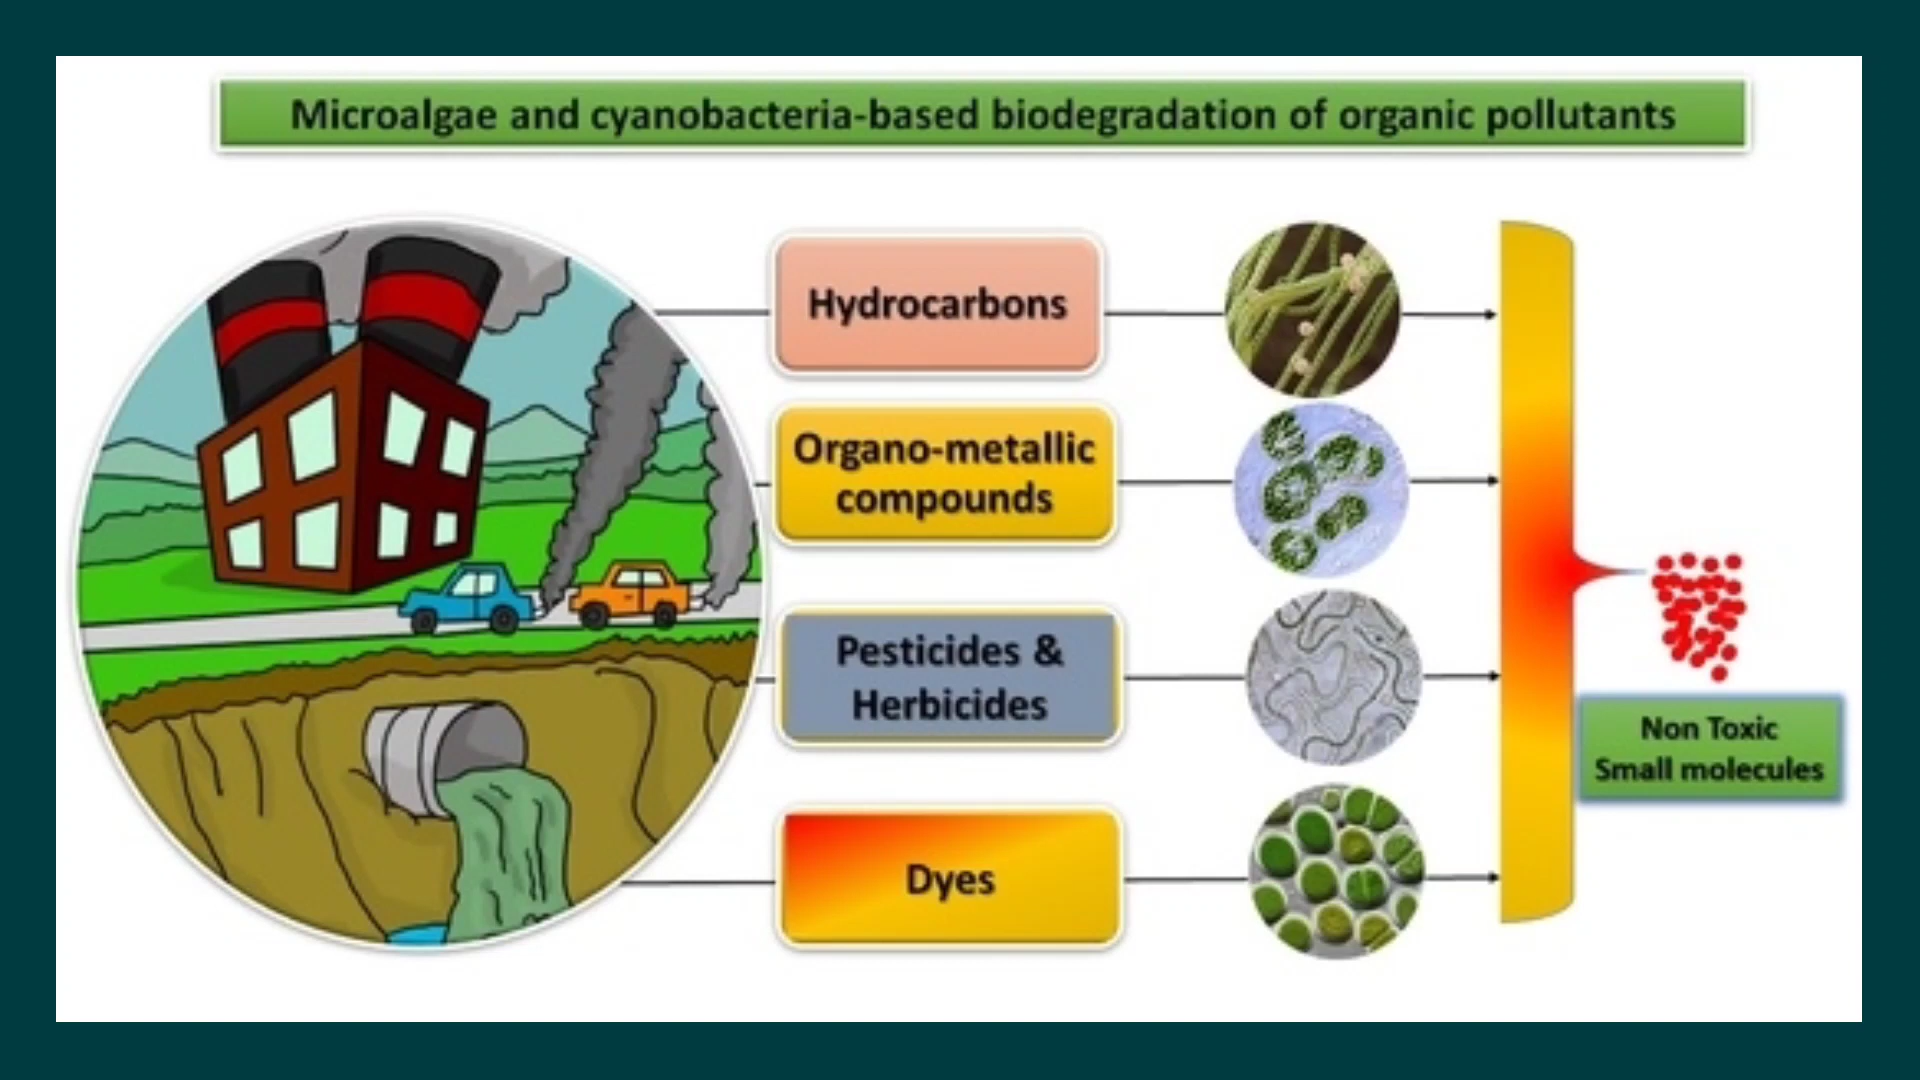 Microalgae and cyanobacteria-based biodegradation of organic pollutants
Hydrocarbons
Organo-metallic
compounds
Pesticides &
Herbicides
Dyes
Non Toxic
Small molecules